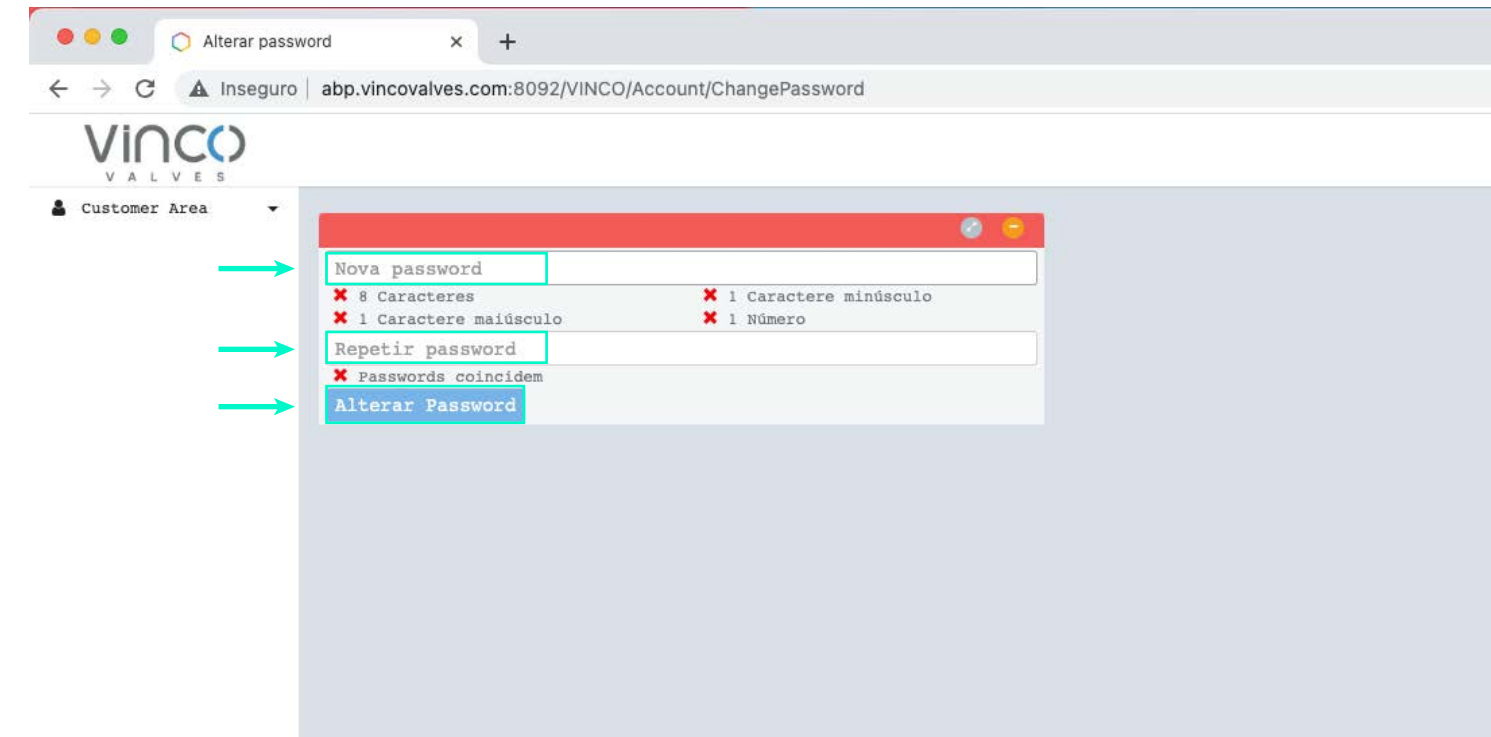 Alterar password
Inseguro abp.vincovalves.com:8092/VINCO/Account/ChangePassword
VINCO
VALVES
Customer Area
Nova password
8 Caracteres 1 Caractere minúsculo
1 Caractere maiúsculo 1 Número
Repetir password
Passwords coincidem
Alterar Password